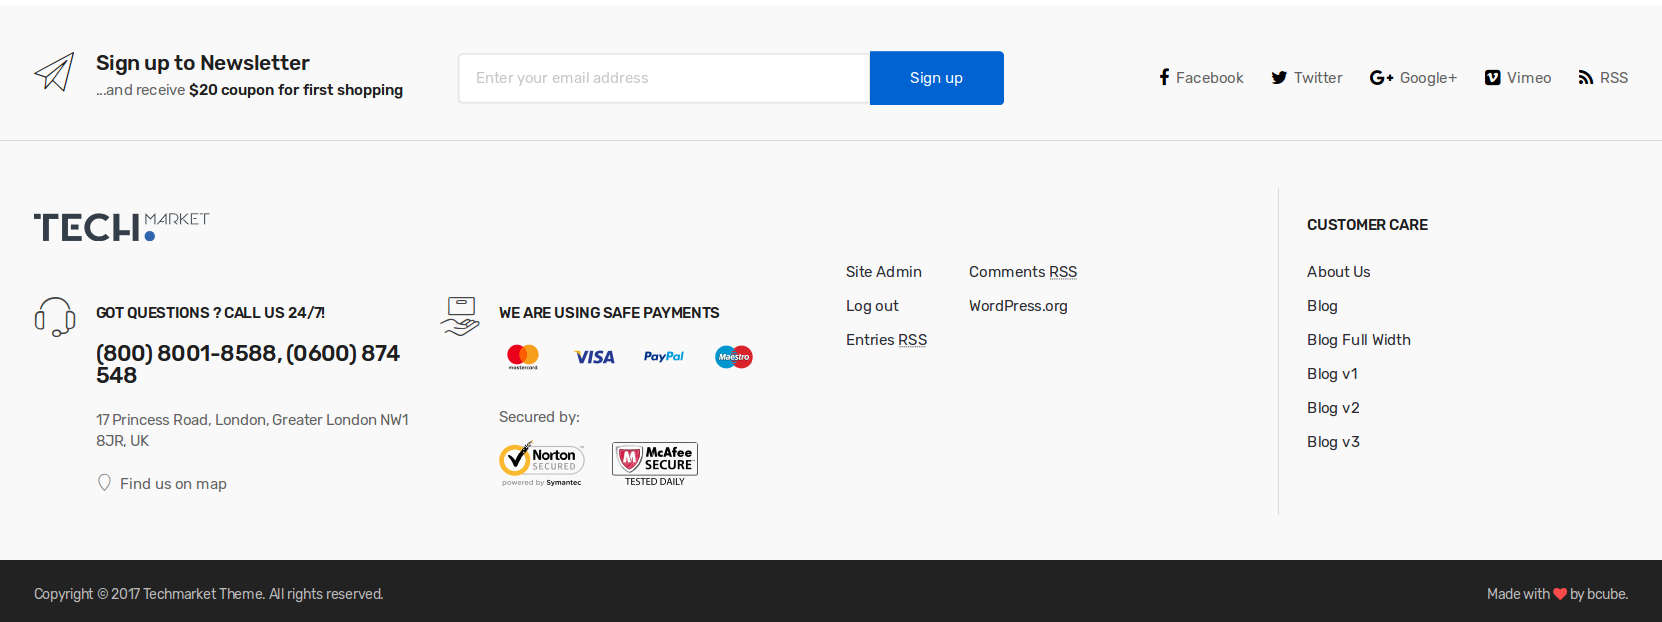 Sign up to Newsletter
...and receive $20 coupon for first shopping
Enter your email address
Sign up
Facebook
Twitter
Google+
Vimeo
RSS
TECH MARKET
GOT QUESTIONS ? CALL US 24/7!
(800) 8001-8588, (0600) 874
548
17 Princess Road, London, Greater London NW1
8JR, UK
Find us on map
WE ARE USING SAFE PAYMENTS
mastercard
VISA
PayPal
Maestro
Secured by:
Norton
SECURED
powered by Symantec
McAfee
SECURE
TESTED DAILY
Site Admin
Log out
Entries RSS
Comments RSS
WordPress.org
CUSTOMER CARE
About Us
Blog
Blog Full Width
Blog v1
Blog v2
Blog v3
Copyright © 2017 Techmarket Theme. All rights reserved.
Made with ❤ by bcube.